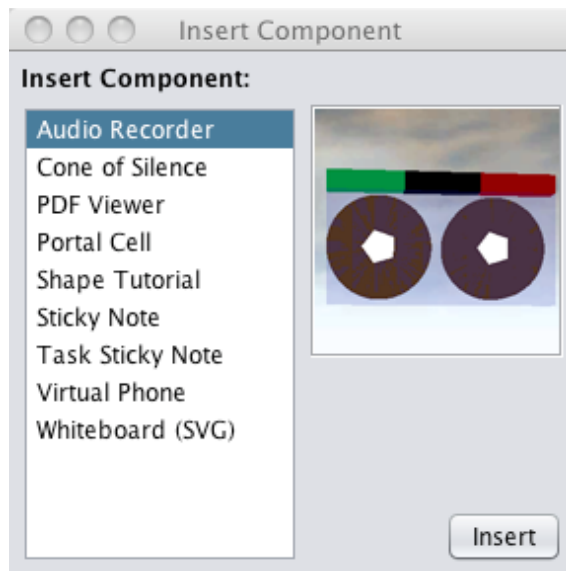 Insert Component
Insert Component:
Audio Recorder
Cone of Silence
PDF Viewer
Portal Cell
Shape Tutorial
Sticky Note
Task Sticky Note
Virtual Phone
Whiteboard (SVG)
Insert